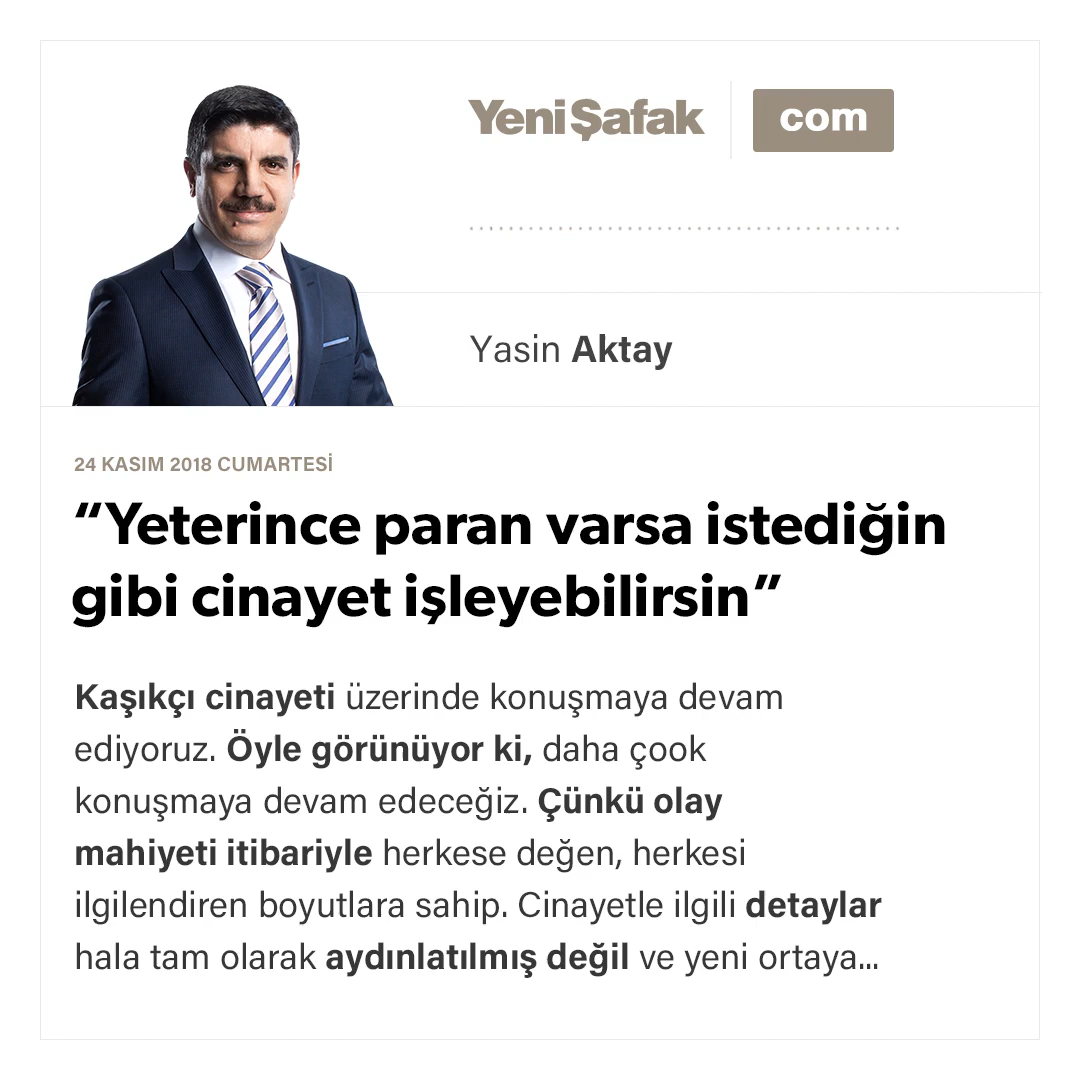 YeniŞafak com
Yasin Aktay
24 KASIM 2018 CUMARTESİ
“Yeterince paran varsa istediğin
gibi cinayet işleyebilirsin”
Kaşıkçı cinayeti üzerinde konuşmaya devam
ediyoruz. Öyle görünüyor ki, daha çook
konuşmaya devam edeceğiz. Çünkü olay
mahiyeti itibariyle herkese değen, herkesi
ilgilendiren boyutlara sahip. Cinayetle ilgili detaylar
hala tam olarak aydınlatılmış değil ve yeni ortaya...